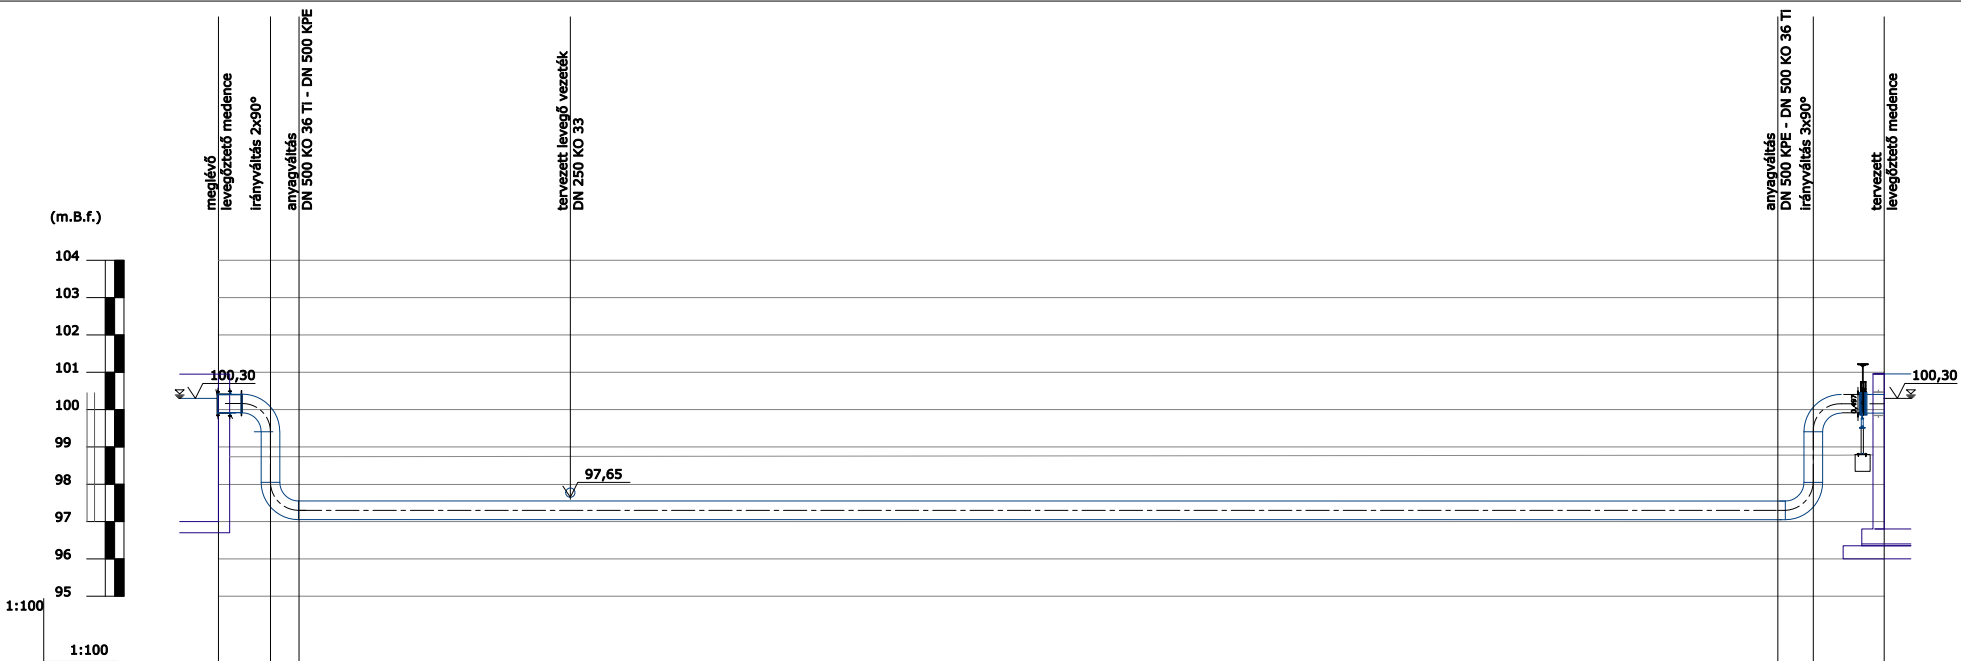 meglévő
levegőztető medence
irányváltás 2x90°
anyagváltás
DN 500 KO 36 TI - DN 500 KPE
tervezett levegő vezeték
DN 250 KO 33
anyagváltás
DN 500 KPE - DN 500 KO 36 TI
irányváltás 3x90°
tervezett
levegőztető medence
(m.B.f.)
104
103
102
101
100
99
98
97
96
95
100,30
97,65
100,30
1:100
1:100